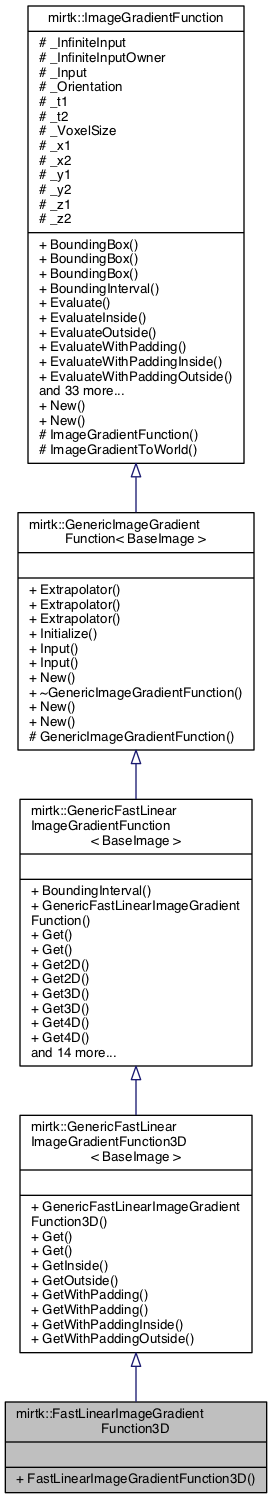 mirtk::ImageGradientFunction
# _InfiniteInput
# _InfiniteInputOwner
# _Input
# _Orientation
# _t1
# _t2
# _VoxelSize
# _x1
# _x2
# _y1
# _y2
# _z1
# _z2
+ BoundingBox()
+ BoundingBox()
+ BoundingBox()
+ BoundingInterval()
+ Evaluate()
+ EvaluateInside()
+ EvaluateOutside()
+ EvaluateWithPadding()
+ EvaluateWithPaddingInside()
+ EvaluateWithPaddingOutside()
and 33 more...
+ New()
+ New()
# ImageGradientFunction()
# ImageGradientToWorld()
mirtk::GenericImageGradient
Function< BaseImage >
+ Extrapolator()
+ Extrapolator()
+ Extrapolator()
+ Initialize()
+ Input()
+ Input()
+ New()
+ ~GenericImageGradientFunction()
+ New()
+ New()
# GenericImageGradientFunction()
mirtk::GenericFastLinear
ImageGradientFunction
< BaseImage >
+ BoundingInterval()
+ GenericFastLinearImageGradient
Function()
+ Get()
+ Get()
+ Get2D()
+ Get2D()
+ Get3D()
+ Get3D()
+ Get4D()
+ Get4D()
and 14 more...
mirtk::GenericFastLinear
ImageGradientFunction3D
< BaseImage >
+ GenericFastLinearImageGradient
Function3D()
+ Get()
+ Get()
+ GetInside()
+ GetOutside()
+ GetWithPadding()
+ GetWithPadding()
+ GetWithPaddingInside()
+ GetWithPaddingOutside()
mirtk::FastLinearImageGradient
Function3D
+ FastLinearImageGradientFunction3D()